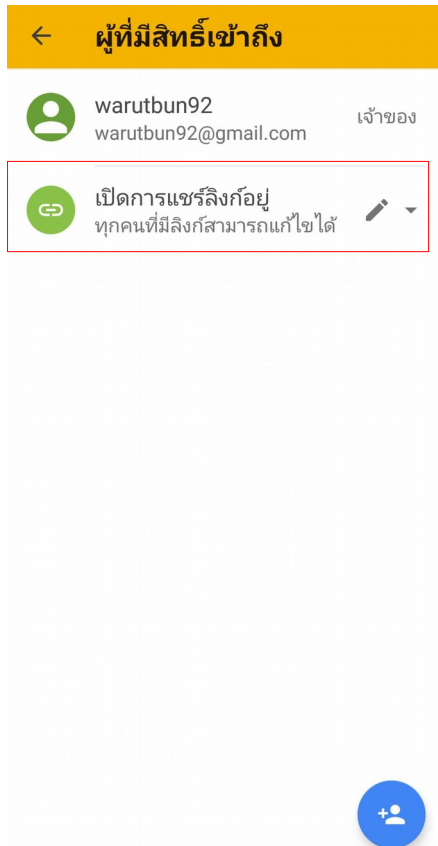 ผู้ที่มีสิทธิ์เข้าถึง
warutbun92
เจ้าของ
warutbun92@gmail.com
เปิดการแชร์ลิงก์อยู่
ทุกคนที่มีลิงก์สามารถแก้ไขได้